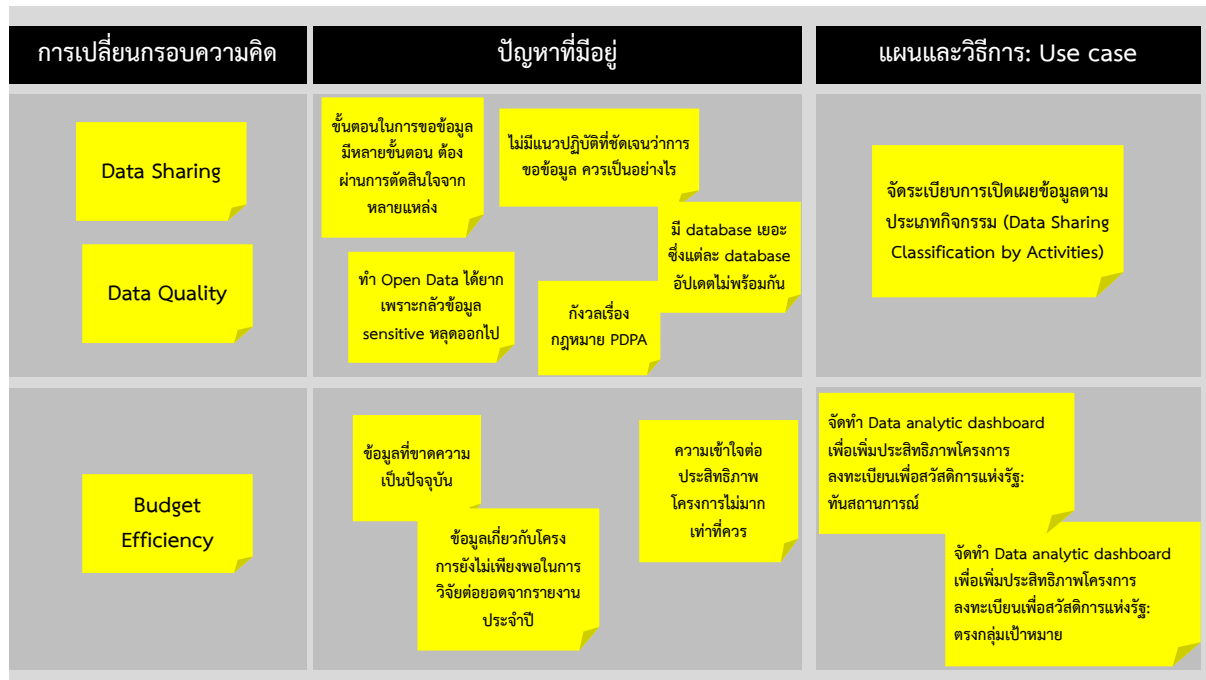 การเปลี่ยนกรอบความคิด
ปัญหาที่มีอยู่
แผนและวิธีการ: Use case
Data Sharing
Data Quality
ขั้นตอนในการขอข้อมูล
มีหลายขั้นตอน ต้อง
ผ่านการตัดสินใจจาก
หลายแหล่ง
ไม่มีแนวปฏิบัติที่ชัดเจนว่าการ
ขอข้อมูล ควรเป็นอย่างไร
มี database เยอะ
ซึ่งแต่ละ database
อัปเดตไม่พร้อมกัน
ทำ Open Data ได้ยาก
เพราะกลัวข้อมูล
sensitive หลุดออกไป
กังวลเรื่อง
กฎหมาย PDPA
จัดระเบียบการเปิดเผยข้อมูลตาม
ประเภทกิจกรรม (Data Sharing
Classification by Activities)
Budget
Efficiency
ข้อมูลที่ขาดความ
เป็นปัจจุบัน
ข้อมูลเกี่ยวกับโครง
การยังไม่เพียงพอในการ
วิจัยต่อยอดจากรายงาน
ประจำปี
ความเข้าใจต่อ
ประสิทธิภาพ
โครงการไม่มาก
เท่าที่ควร
จัดทำ Data analytic dashboard
เพื่อเพิ่มประสิทธิภาพโครงการ
ลงทะเบียนเพื่อสวัสดิการแห่งรัฐ:
ทันสถานการณ์
จัดทำ Data analytic dashboard
เพื่อเพิ่มประสิทธิภาพโครงการ
ลงทะเบียนเพื่อสวัสดิการแห่งรัฐ:
ตรงกลุ่มเป้าหมาย